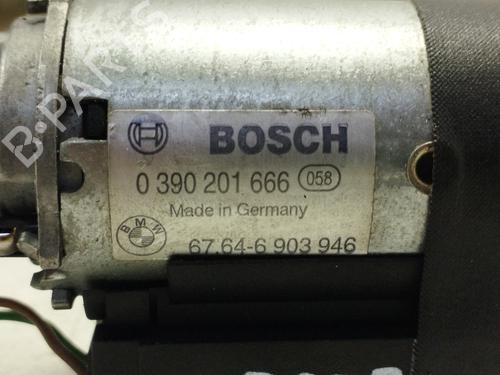 BOSCH
0 390 201 666 058
Made in Germany
BMW
67.64-6 903 946
B-PARTS